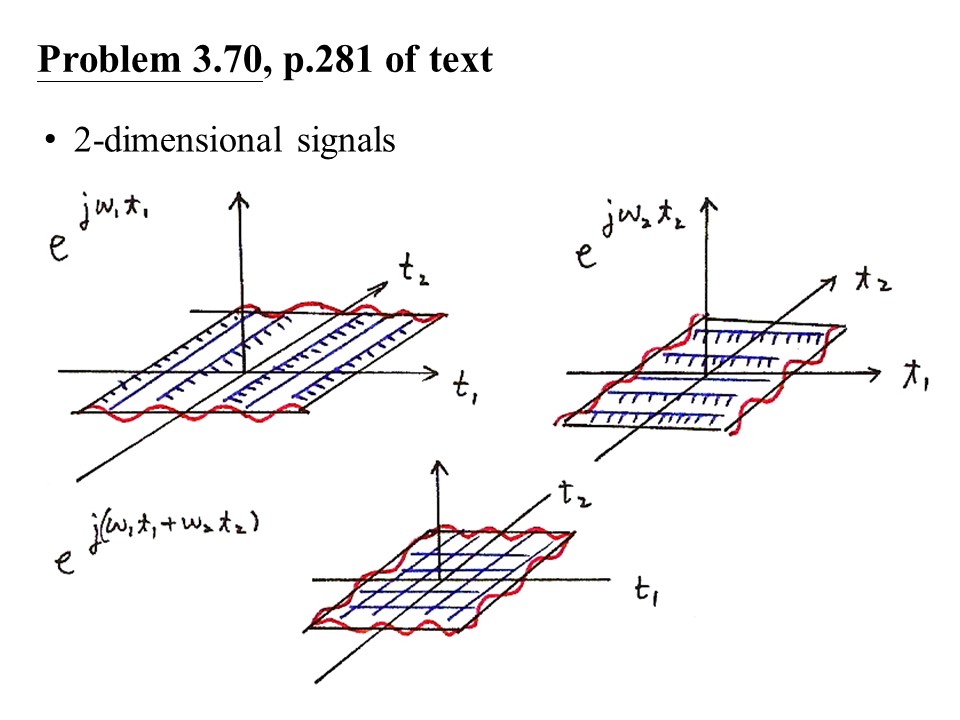 Problem 3.70, p.281 of text
• 2-dimensional signals
e^{jω₁t₁}
t₂
t₁
e^{jω₂t₂}
t₂
t₁
e^{j(ω₁t₁+ω₂t₂)}
t₂
t₁